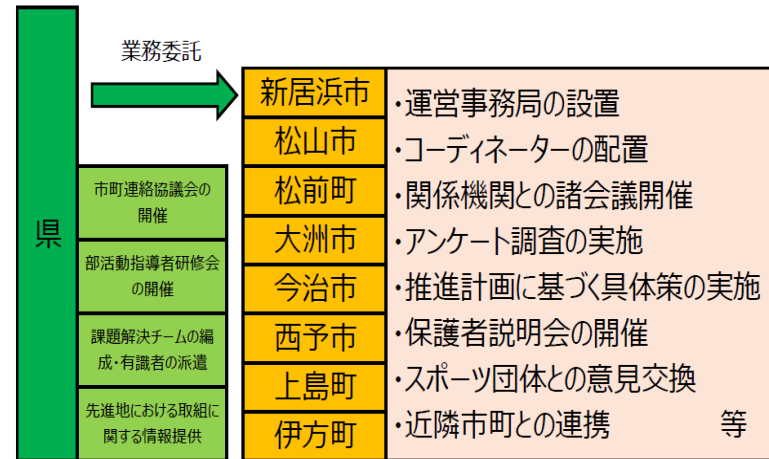 県
業務委託
市町連絡協議会の
開催
部活動指導者研修会
の開催
課題解決チームの編
成・有識者の派遣
先進地における取組に
関する情報提供
新居浜市
松山市
松前町
大洲市
今治市
西予市
上島町
伊方町
・運営事務局の設置
・コーディネーターの配置
・関係機関との諸会議開催
・アンケート調査の実施
・推進計画に基づく具体策の実施
・保護者説明会の開催
・スポーツ団体との意見交換
・近隣市町との連携 等